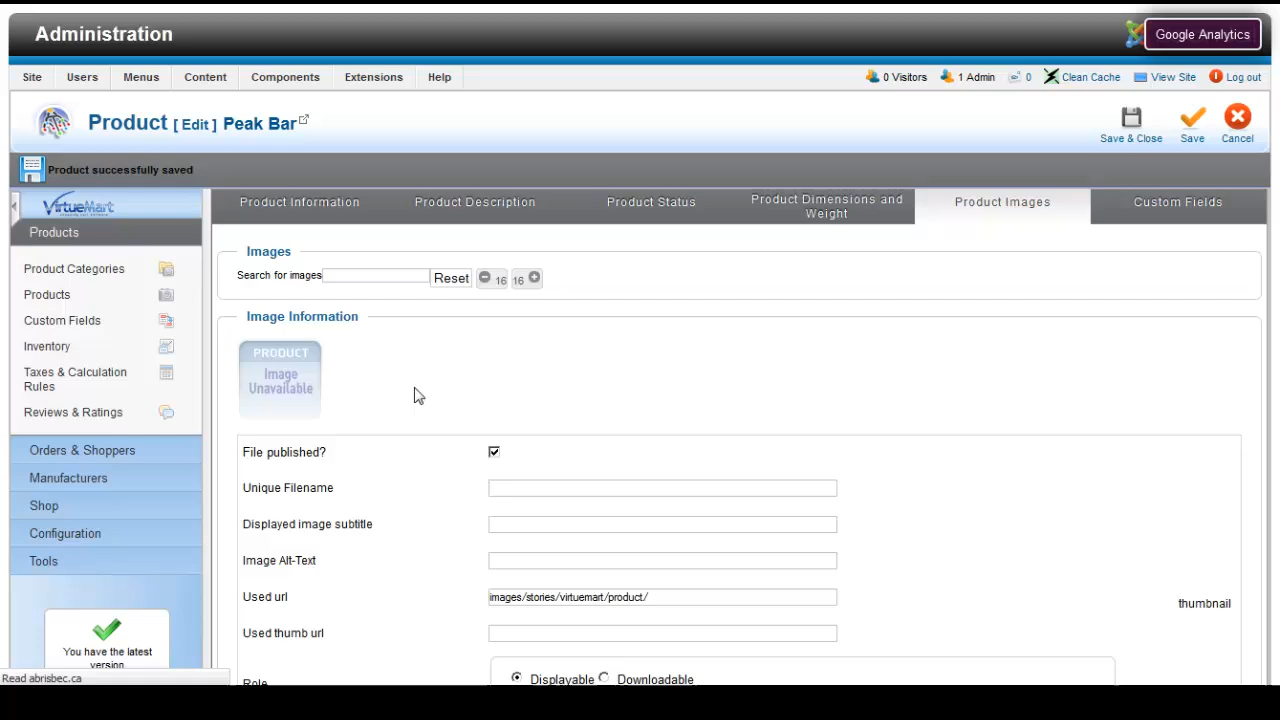 Administration
Google Analytics
Site Users Menus Content Components Extensions Help
0 Visitors 1 Admin 0 Clean Cache View Site Log out
Product [ Edit ] Peak Bar
Save & Close Save Cancel
Product successfully saved
VirtueMart
Products
Product Categories
Products
Custom Fields
Inventory
Taxes & Calculation
Rules
Reviews & Ratings
Orders & Shoppers
Manufacturers
Shop
Configuration
Tools
You have the latest
version
Read abrisbec.ca
Product Information
Product Description
Product Status
Product Dimensions and
Weight
Product Images
Custom Fields
Images
Search for images Reset 16 16
Image Information
PRODUCT
Image
Unavailable
File published?
Unique Filename
Displayed image subtitle
Image Alt-Text
Used url images/stories/virtuemart/product/
thumbnail
Used thumb url
Role Displayable Downloadable